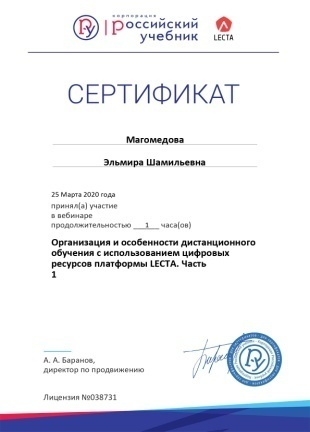 корпорация
российский
учебник
LECTA
СЕРТИФИКАТ
Магомедова
Эльмира Шамильевна
25 Марта 2020 года
принял(а) участие
в вебинаре
продолжительностью 1 часа(ов)
Организация и особенности дистанционного
обучения с использованием цифровых
ресурсов платформы LECTA. Часть
1
А. А. Баранов,
директор по продвижению
Лицензия №038731